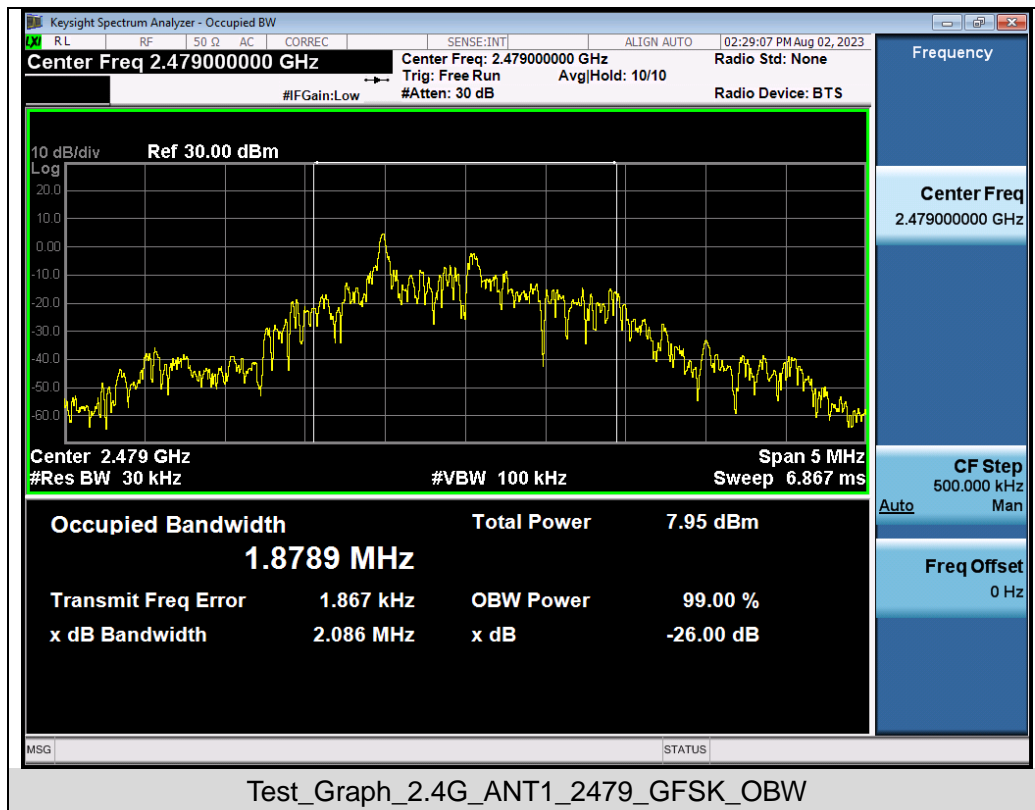 Keysight Spectrum Analyzer - Occupied BW
LXI RL RF 50 Ω AC CORREC SENSE:INT ALIGN AUTO 02:29:07 PM Aug 02, 2023
Center Freq 2.479000000 GHz
Center Freq: 2.479000000 GHz
Radio Std: None
Trig: Free Run Avg|Hold: 10/10
#IFGain:Low
#Atten: 30 dB
Radio Device: BTS
Frequency
10 dB/div Ref 30.00 dBm
Log
20.0
10.0
0.00
-10.0
-20.0
-30.0
-40.0
-50.0
-60.0
Center 2.479 GHz Span 5 MHz
#Res BW 30 kHz #VBW 100 kHz Sweep 6.867 ms
Center Freq
2.479000000 GHz
CF Step
500.000 kHz
Auto Man
Freq Offset
0 Hz
Occupied Bandwidth Total Power 7.95 dBm
1.8789 MHz
Transmit Freq Error 1.867 kHz OBW Power 99.00 %
x dB Bandwidth 2.086 MHz x dB -26.00 dB
MSG STATUS
Test_Graph_2.4G_ANT1_2479_GFSK_OBW